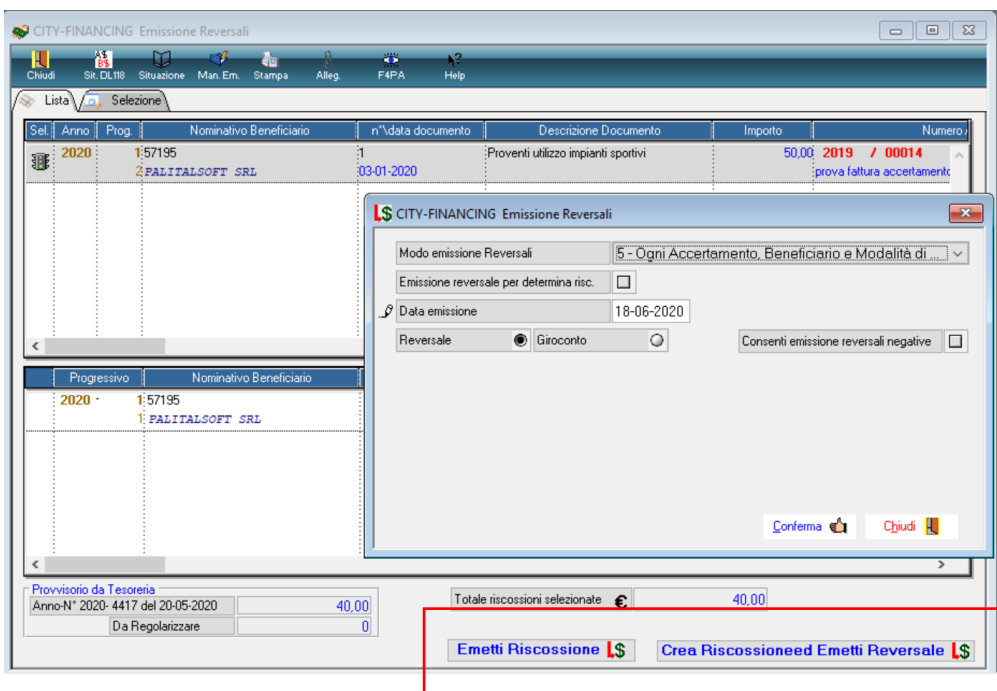 CITY-FINANCING Emissione Reversali
Chiudi Sit. DL118 Situazione Man. Em. Stampa Alleg. F4PA Help
Lista Selezione
Sel. Anno Prog. Nominativo Beneficiario n°\data documento Descrizione Documento Importo Numero
2020 1 57195 1 Proventi utilizzo impianti sportivi 50,00 2019 / 00014
2 PALITALSOFT SRL 03-01-2020 prova fattura accertamento
CITY-FINANCING Emissione Reversali
Modo emissione Reversali 5 - Ogni Accertamento, Beneficiario e Modalità di ...
Emissione reversale per determina risc.
Data emissione 18-06-2020
Reversale Giroconto Consenti emissione reversali negative
Conferma Chiudi
Progressivo Nominativo Beneficiario
2020 - 1 57195
1 PALITALSOFT SRL
Provvisorio da Tesoreria
Anno-N° 2020- 4417 del 20-05-2020 40,00
Da Regolarizzare 0
Totale riscossioni selezionate € 40,00
Emetti Riscossione L$ Crea Riscossioneed Emetti Reversale L$